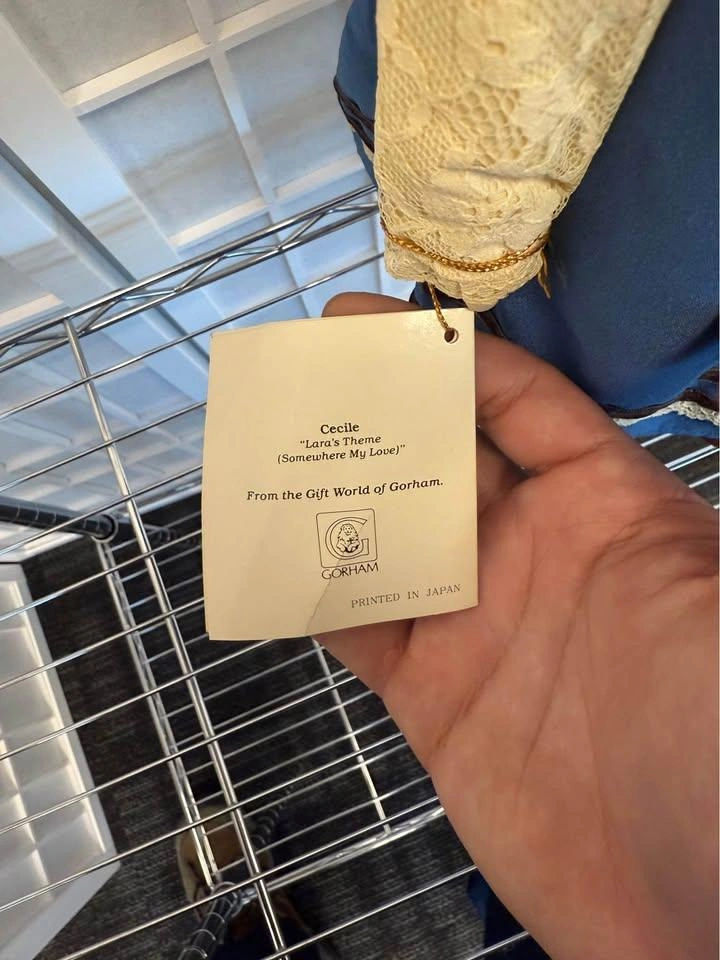 Cecile
"Lara's Theme
(Somewhere My Love)"
From the Gift World of Gorham.
G
GORHAM
PRINTED IN JAPAN